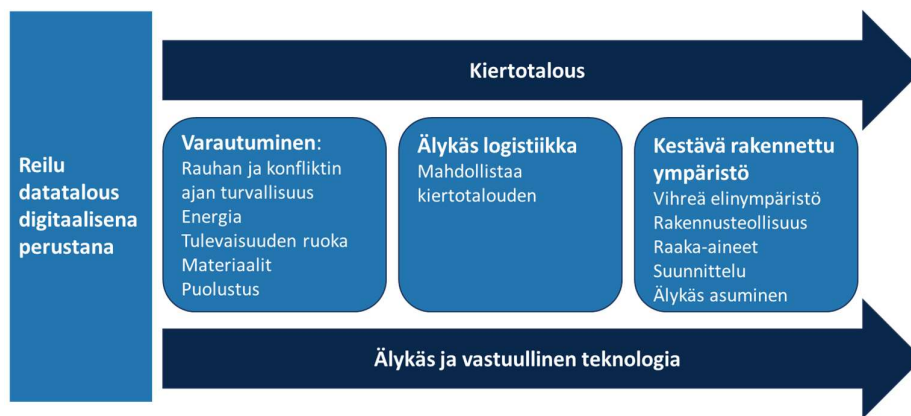 Reilu
datatalous
digitaalisena
perustana
Kiertotalous
Varautuminen:
Rauhan ja konfliktin
ajan turvallisuus
Energia
Tulevaisuuden ruoka
Materiaalit
Puolustus
Älykäs logistiikka
Mahdollistaa
kiertotalouden
Kestävä rakennettu
ympäristö
Vihreä elinympäristö
Rakennusteollisuus
Raaka-aineet
Suunnittelu
Älykäs asuminen
Älykäs ja vastuullinen teknologia